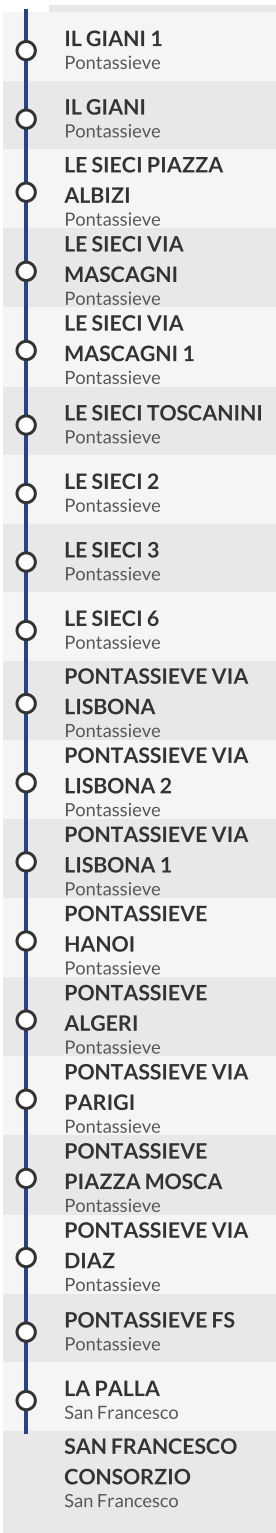 IL GIANI 1
Pontassieve
IL GIANI
Pontassieve
LE SIECI PIAZZA
ALBIZI
Pontassieve
LE SIECI VIA
MASCAGNI
Pontassieve
LE SIECI VIA
MASCAGNI 1
Pontassieve
LE SIECI TOSCANINI
Pontassieve
LE SIECI 2
Pontassieve
LE SIECI 3
Pontassieve
LE SIECI 6
Pontassieve
PONTASSIEVE VIA
LISBONA
Pontassieve
PONTASSIEVE VIA
LISBONA 2
Pontassieve
PONTASSIEVE VIA
LISBONA 1
Pontassieve
PONTASSIEVE
HANOI
Pontassieve
PONTASSIEVE
ALGERI
Pontassieve
PONTASSIEVE VIA
PARIGI
Pontassieve
PONTASSIEVE
PIAZZA MOSCA
Pontassieve
PONTASSIEVE VIA
DIAZ
Pontassieve
PONTASSIEVE FS
Pontassieve
LA PALLA
San Francesco
SAN FRANCESCO
CONSORZIO
San Francesco